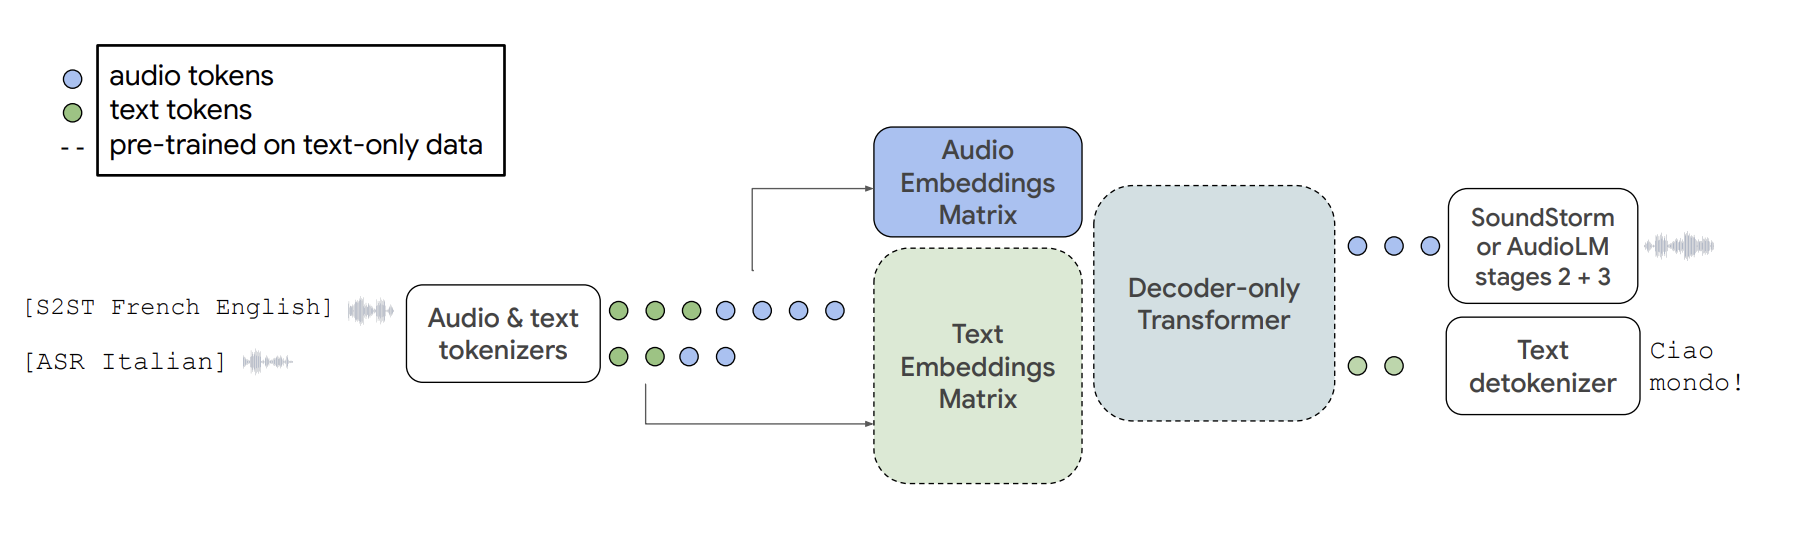 audio tokens
text tokens
-- pre-trained on text-only data
[S2ST French English]
[ASR Italian]
Audio & text
tokenizers
Audio
Embeddings
Matrix
Text
Embeddings
Matrix
Decoder-only
Transformer
SoundStorm
or AudioLM
stages 2 + 3
Text
detokenizer
Ciao
mondo!